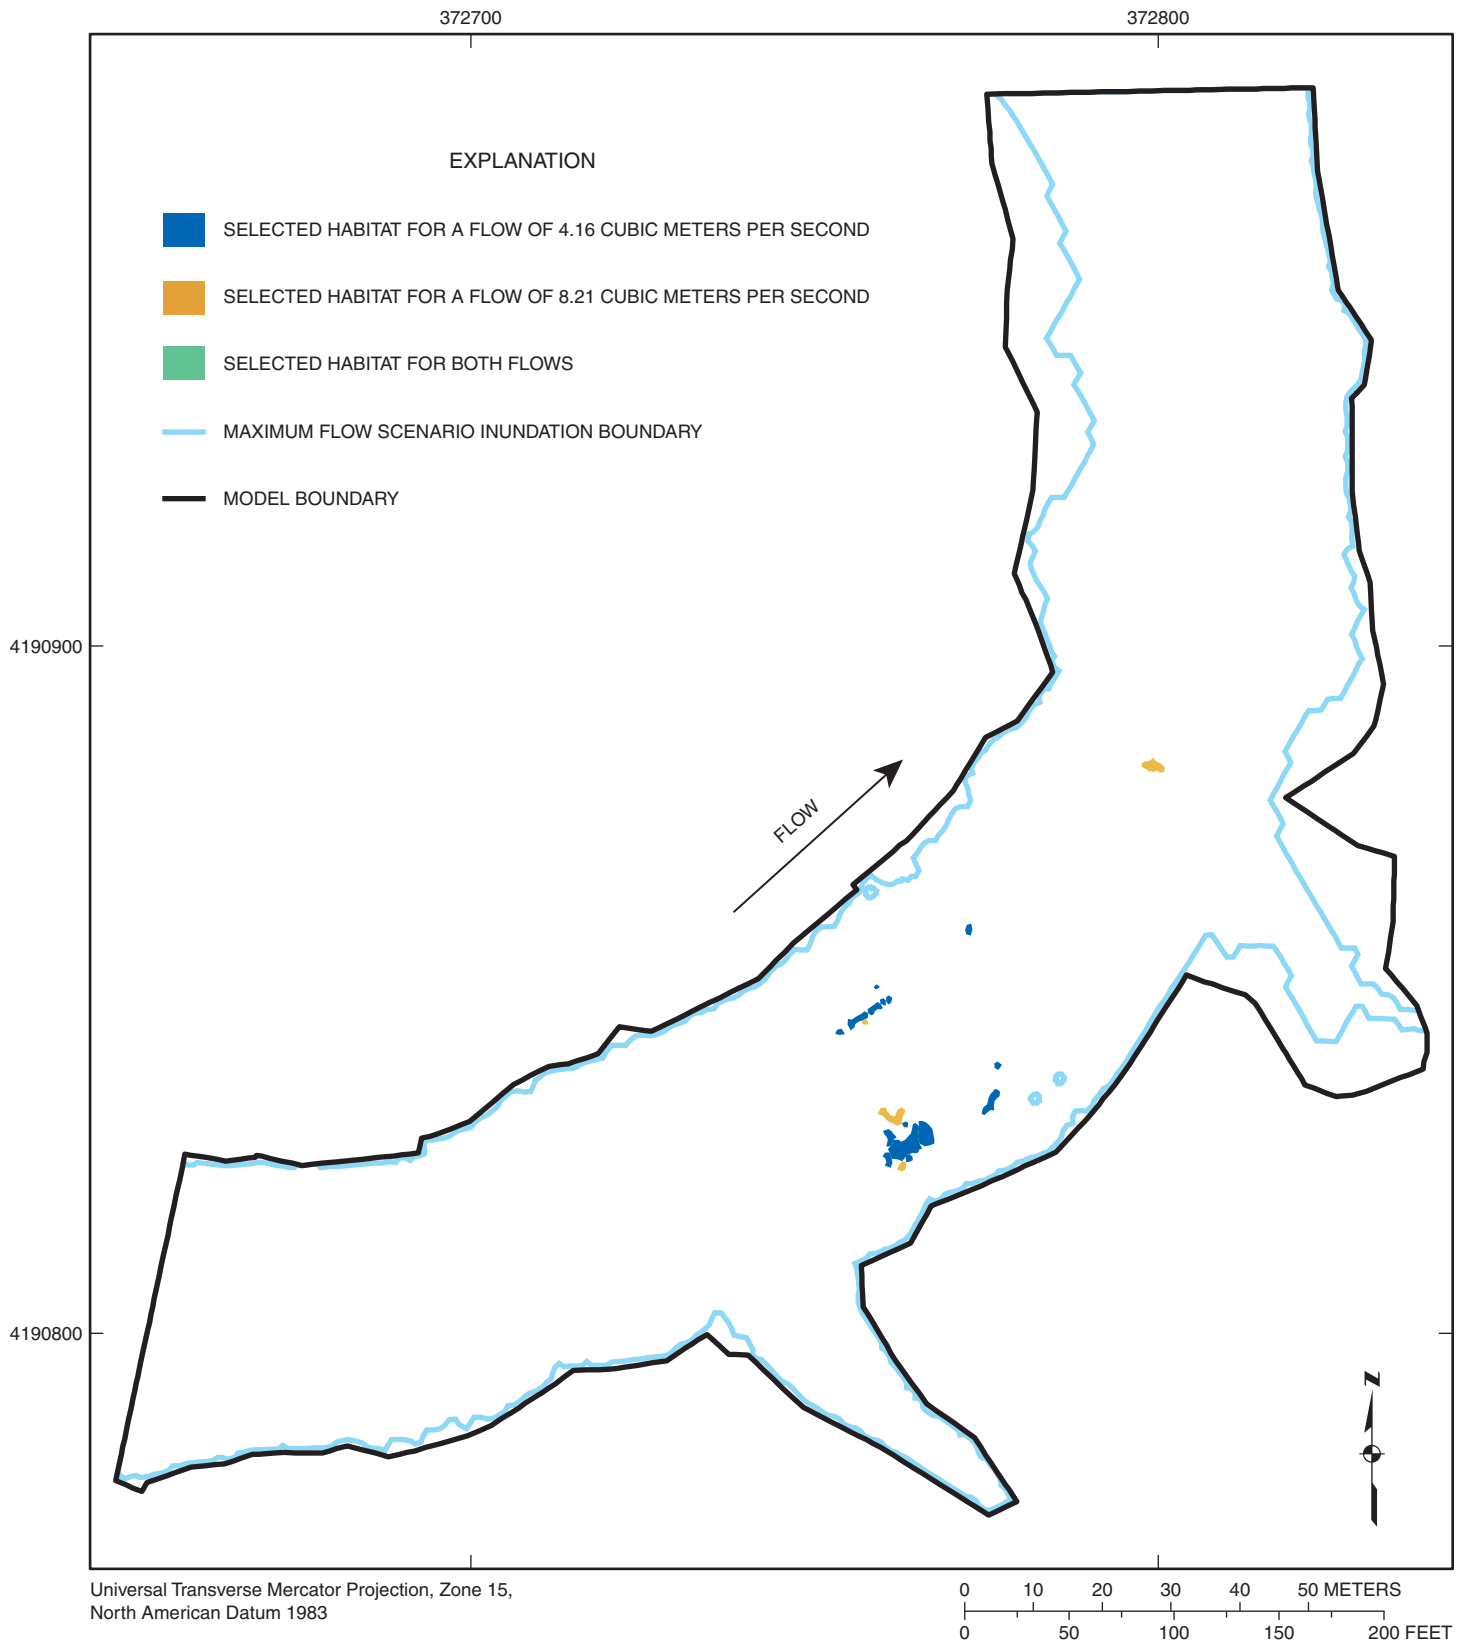 372700 372800
EXPLANATION
SELECTED HABITAT FOR A FLOW OF 4.16 CUBIC METERS PER SECOND
SELECTED HABITAT FOR A FLOW OF 8.21 CUBIC METERS PER SECOND
SELECTED HABITAT FOR BOTH FLOWS
MAXIMUM FLOW SCENARIO INUNDATION BOUNDARY
MODEL BOUNDARY
4190900
FLOW
4190800
N
Universal Transverse Mercator Projection, Zone 15,
North American Datum 1983
0 10 20 30 40 50 METERS
0 50 100 150 200 FEET